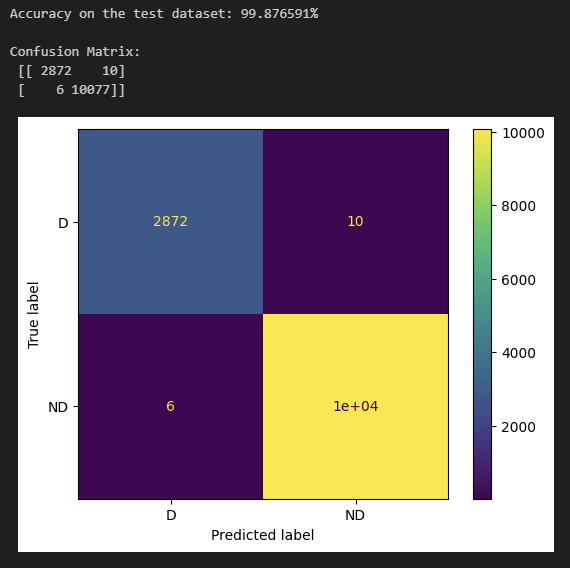 Accuracy on the test dataset: 99.876591%
Confusion Matrix:
[[ 2872    10]
[    6 10077]]
10000
D
2872
10
8000
6000
True label
4000
ND
6
1e+04
2000
D
ND
Predicted label